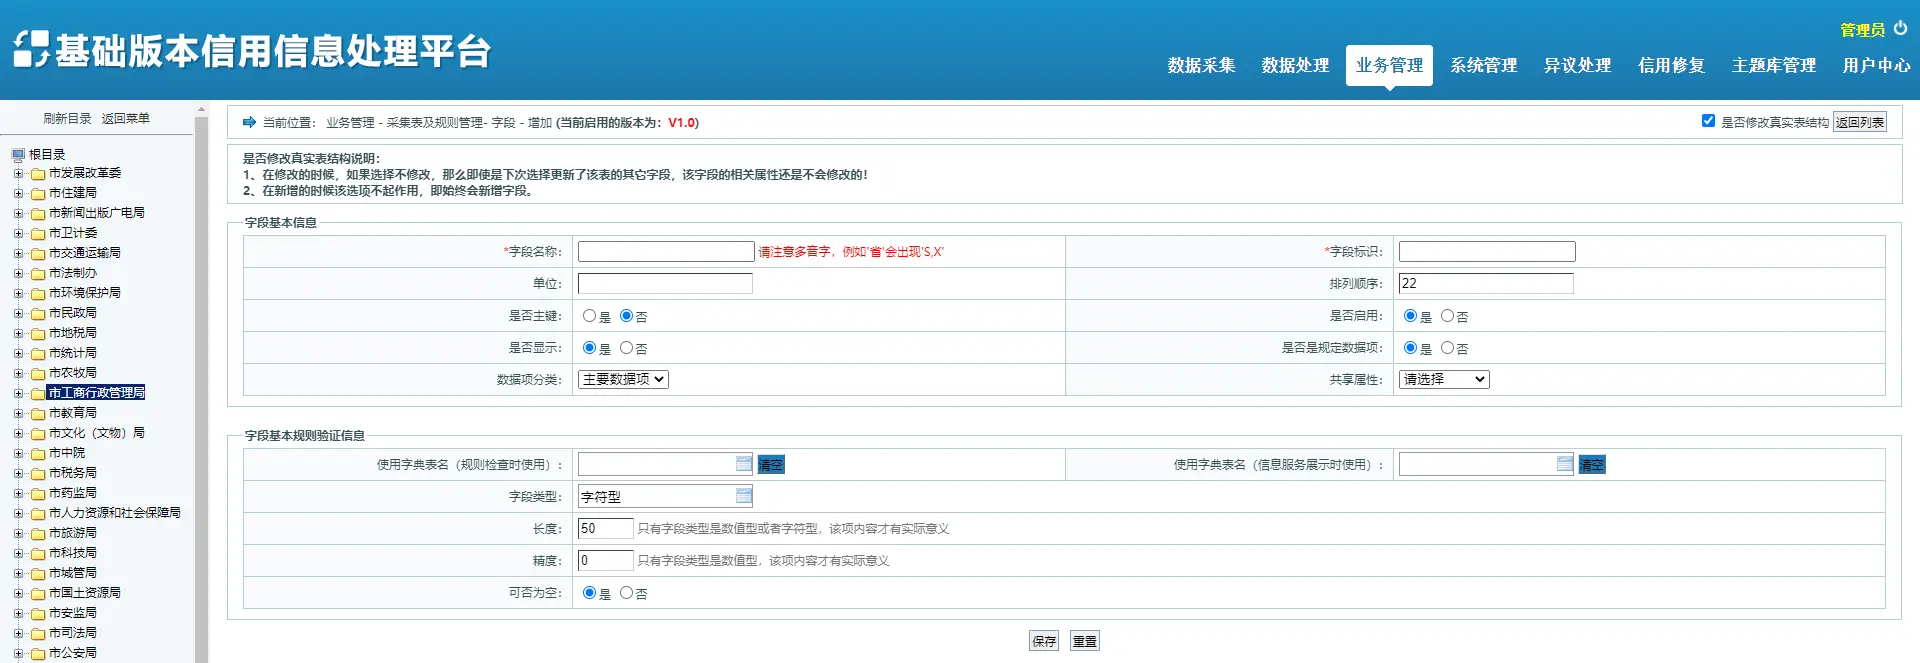 基础版本信用信息处理平台
管理员
数据采集 数据处理 业务管理 系统管理 异议处理 信用修复 主题库管理 用户中心
刷新目录 返回菜单
根目录
市发展改革委
市住建局
市新闻出版广电局
市卫计委
市交通运输局
市法制办
市环境保护局
市民政局
市地税局
市统计局
市农牧局
市工商行政管理局
市教育局
市文化（文物）局
市中院
市税务局
市药监局
市人力资源和社会保障局
市旅游局
市科技局
市城管局
市国土资源局
市安监局
市司法局
市公安局
当前位置： 业务管理 - 采集表及规则管理- 字段 - 增加 (当前启用的版本为：V1.0)
是否修改真实表结构 返回列表
是否修改真实表结构说明：
1、在修改的时候，如果选择不修改，那么即使是下次选择更新了该表的其它字段，该字段的相关属性还是不会修改的！
2、在新增的时候该选项不起作用，即始终会新增字段。
字段基本信息
*字段名称： 请注意多音字，例如'省'会出现'S,X' *字段标识：
单位： 排列顺序： 22
是否主键： 是 否 是否启用： 是 否
是否显示： 是 否 是否是规定数据项： 是 否
数据项分类： 主要数据项 共享属性： 请选择
字段基本规则验证信息
使用字典表名（规则检查时使用）： 清空 使用字典表名（信息服务展示时使用）： 清空
字段类型： 字符型
长度： 50 只有字段类型是数值型或者字符型，该项内容才有实际意义
精度： 0 只有字段类型是数值型，该项内容才有实际意义
可否为空： 是 否
保存 重置